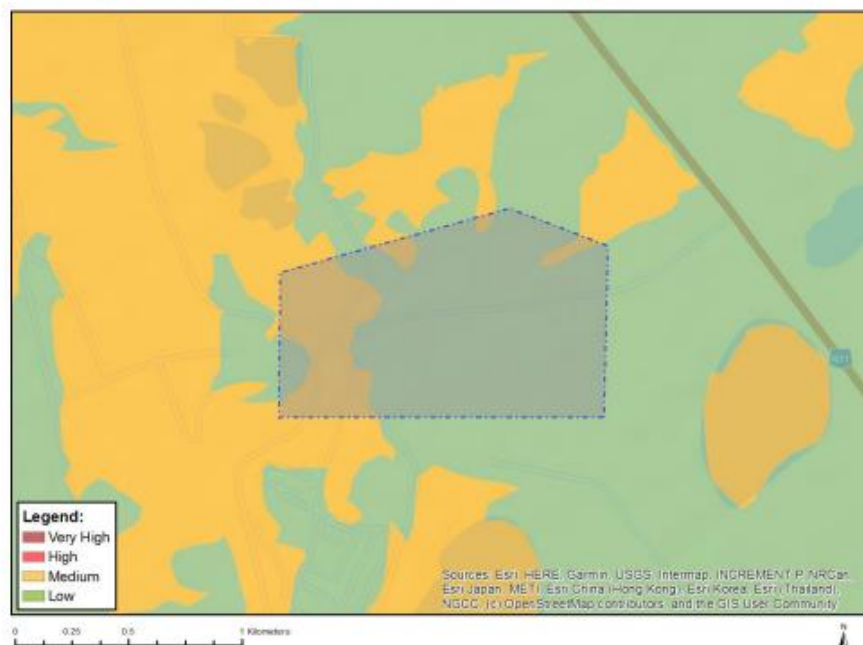 Legend:
Very High
High
Medium
Low
Sources: Esri, HERE, Garmin, USGS, Intermap, INCREMENT P, NRCan,
Esri Japan, METI, Esri China (Hong Kong), Esri Korea, Esri (Thailand),
NGCC, (c) OpenStreetMap contributors, and the GIS User Community
0 0.25 0.5 1 Kilometers
N